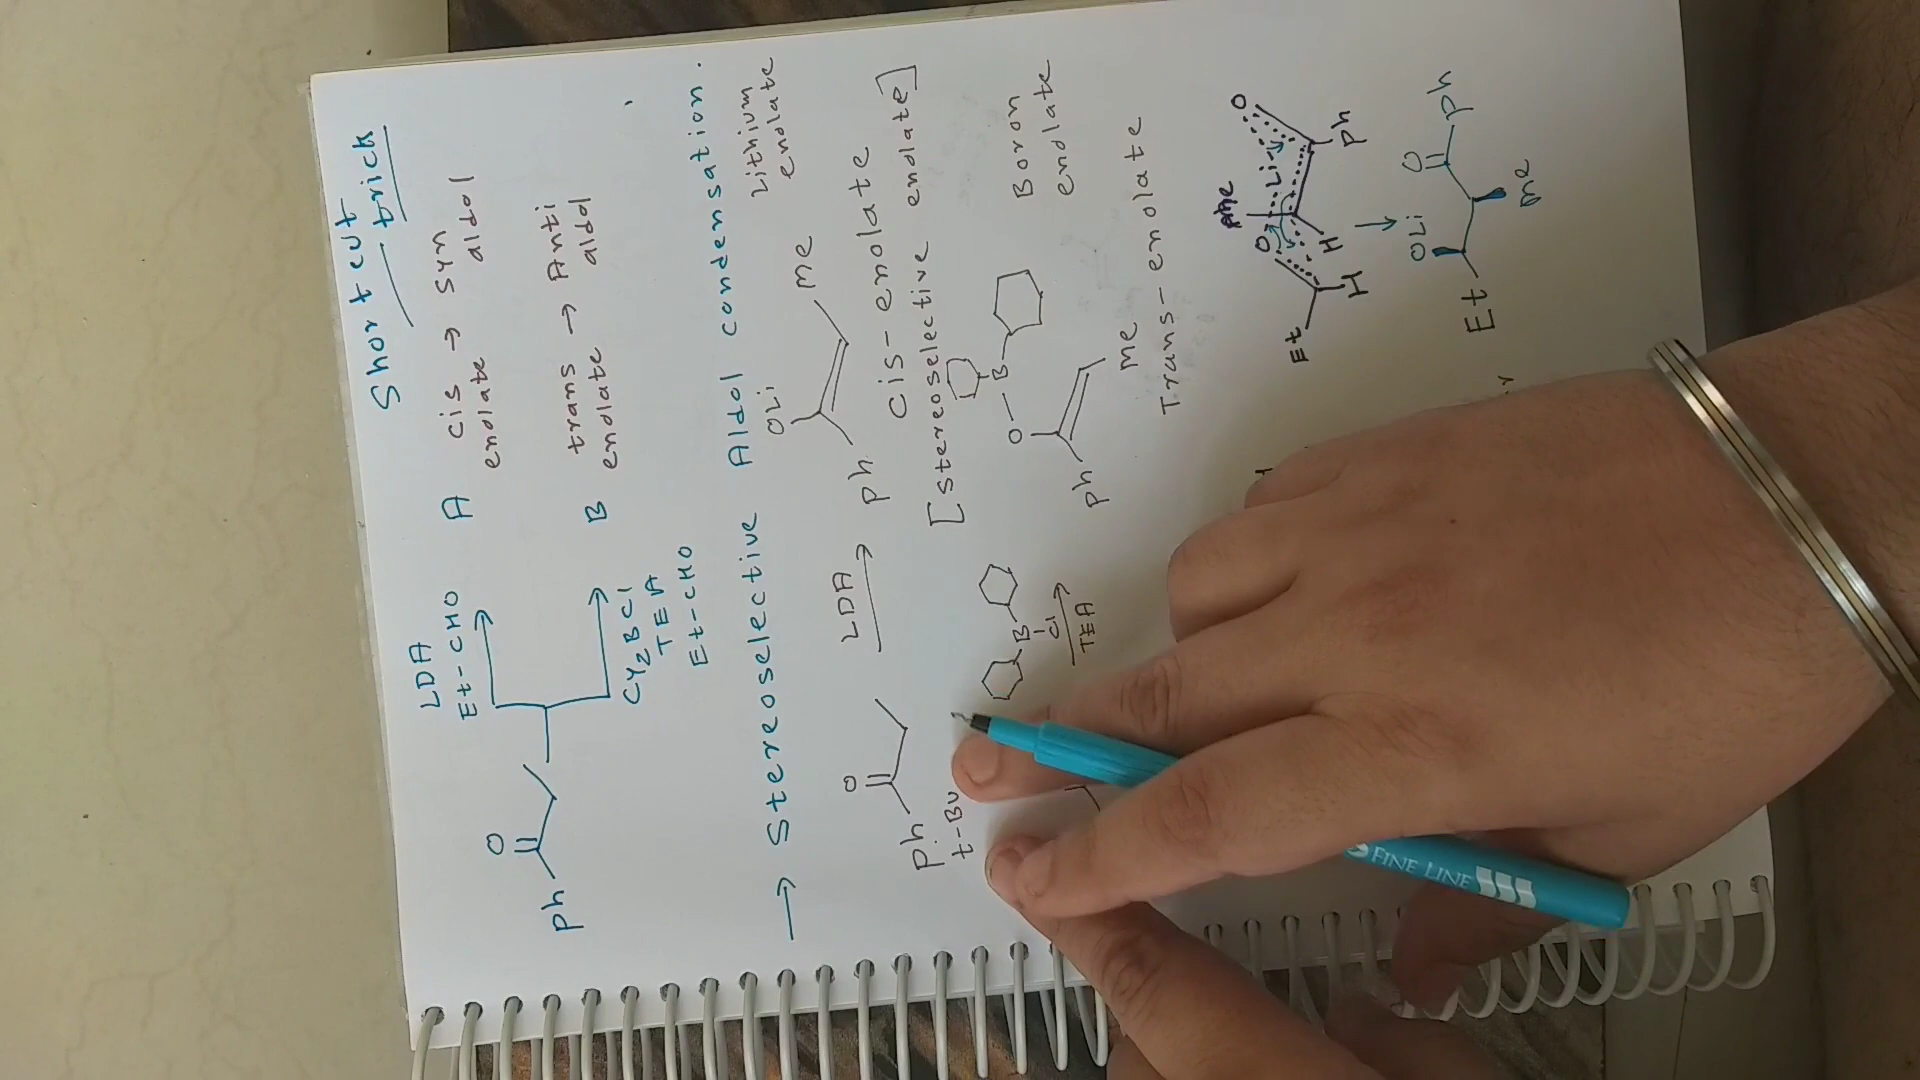 Short cut
trick
LDA
Et-CHO
A
cis → syn
enolate aldol
O
Ph
B
trans → Anti
enolate aldol
Cy2BCl
TEA
Et-CHO
→ Stereoselective Aldol condensation.
O
Ph
t-Bu
LDA
OLi
Ph
Me
Lithium
enolate
Cis-enolate
[stereoselective enolate]
B
Cl
TEA
O
B
Ph
Me
Boron
enolate
Trans-enolate
Et
H
O
H
Li
O
Ph
Et
OLi
O
Ph
Me
FINE LINE